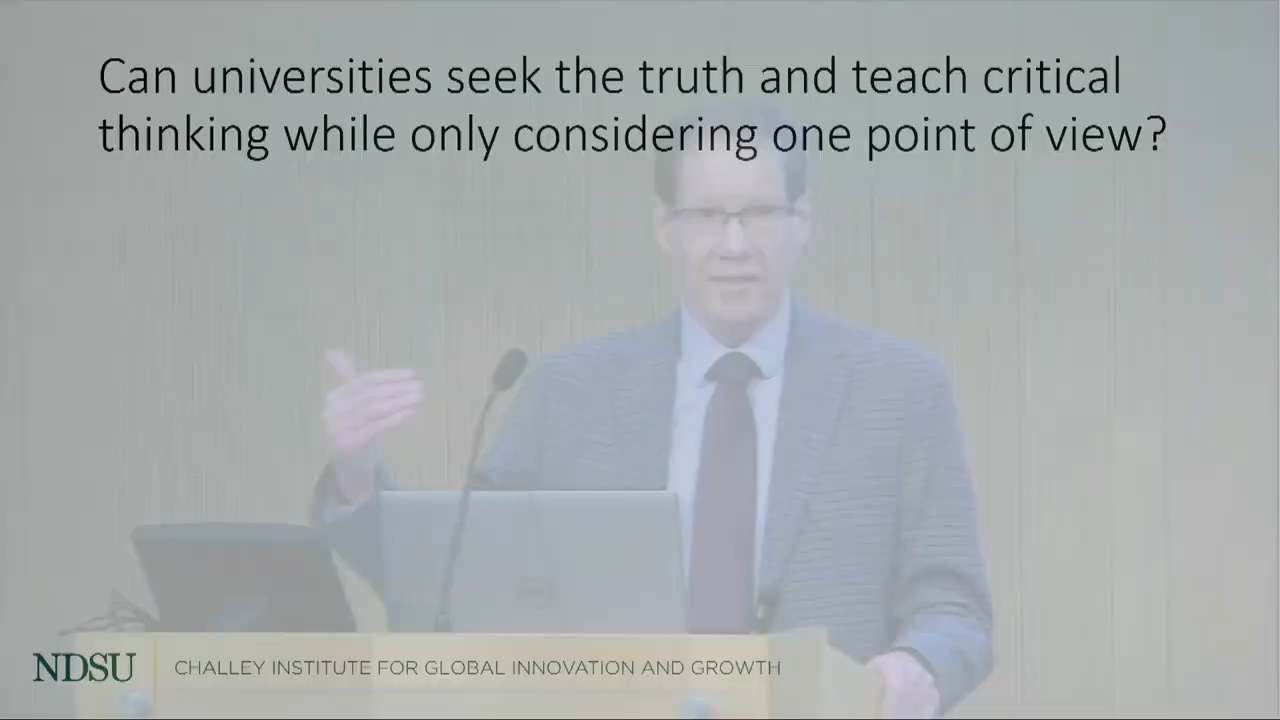 Can universities seek the truth and teach critical
thinking while only considering one point of view?
NDSU CHALLEY INSTITUTE FOR GLOBAL INNOVATION AND GROWTH